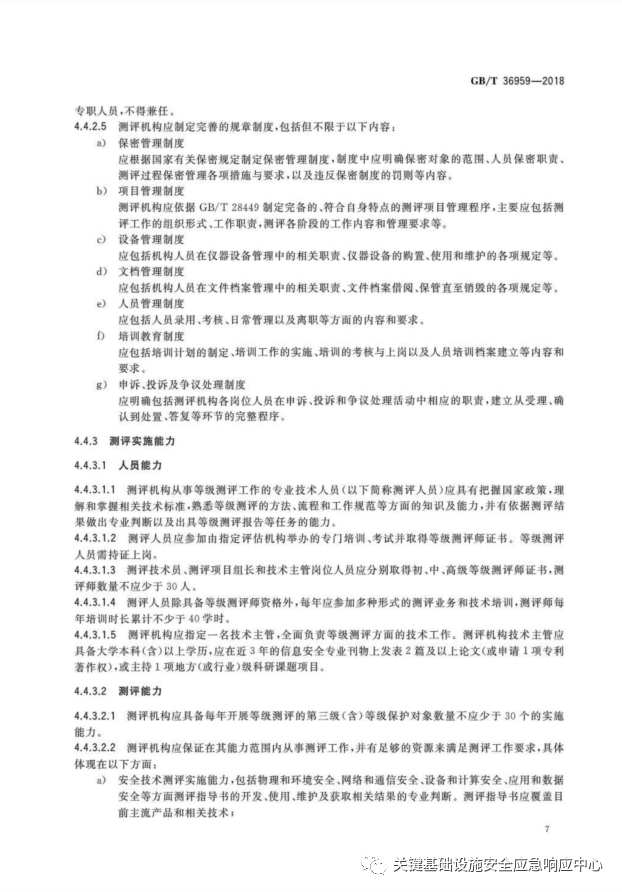 GB/T 36959—2018
专职人员,不得兼任。
4.4.2.5 测评机构应制定完善的规章制度,包括但不限于以下内容:
a) 保密管理制度
应根据国家有关保密规定制定保密管理制度,制度中应明确保密对象的范围、人员保密职责、
测评过程保密管理各项措施与要求,以及违反保密制度的罚则等内容。
b) 项目管理制度
测评机构应依据 GB/T 28449 制定完备的、符合自身特点的测评项目管理程序,主要应包括测
评工作的组织形式、工作职责,测评各阶段的工作内容和管理要求等。
c) 设备管理制度
应包括机构人员在仪器设备管理中的相关职责、仪器设备的购置、使用和维护的各项规定等。
d) 文档管理制度
应包括机构人员在文件档案管理中的相关职责、文件档案借阅、保管直至销毁的各项规定等。
e) 人员管理制度
应包括人员录用、考核、日常管理以及离职等方面的内容和要求。
f) 培训教育制度
应包括培训计划的制定、培训工作的实施、培训的考核与上岗以及人员培训档案建立等内容和
要求。
g) 申诉、投诉及争议处理制度
应明确包括测评机构各岗位人员在申诉、投诉和争议处理活动中相应的职责,建立从受理、确
认到处置、答复等环节的完整程序。
4.4.3 测评实施能力
4.4.3.1 人员能力
4.4.3.1.1 测评机构从事等级测评工作的专业技术人员(以下简称测评人员)应具有把握国家政策,理
解和掌握相关技术标准,熟悉等级测评的方法、流程和工作规范等方面的知识及能力,并有依据测评结
果做出专业判断以及出具等级测评报告等任务的能力。
4.4.3.1.2 测评人员应参加由指定评估机构举办的专门培训、考试并取得等级测评师证书。等级测评
人员需持证上岗。
4.4.3.1.3 测评技术员、测评项目组长和技术主管岗位人员应分别取得初、中、高级等级测评师证书,测
评师数量不应少于 30 人。
4.4.3.1.4 测评人员除具备等级测评师资格外,每年应参加多种形式的测评业务和技术培训,测评师每
年培训时长累计不少于 40 学时。
4.4.3.1.5 测评机构应指定一名技术主管,全面负责等级测评方面的技术工作。测评机构技术主管应
具备大学本科(含)以上学历,应在近 3 年的信息安全专业刊物上发表 2 篇及以上论文(或申请 1 项专利
著作权),或主持 1 项地方(或行业)级科研课题项目。
4.4.3.2 测评能力
4.4.3.2.1 测评机构应具备每年开展等级测评的第三级(含)等级保护对象数量不应少于 30 个的实施
能力。
4.4.3.2.2 测评机构应保证在其能力范围内从事测评工作,并有足够的资源来满足测评工作要求,具体
体现在以下方面:
a) 安全技术测评实施能力,包括物理和环境安全、网络和通信安全、设备和计算安全、应用和数据
安全等方面测评指导书的开发、使用、维护及获取相关结果的专业判断。测评指导书应覆盖目
前主流产品和相关技术;
7
关键基础设施安全应急响应中心